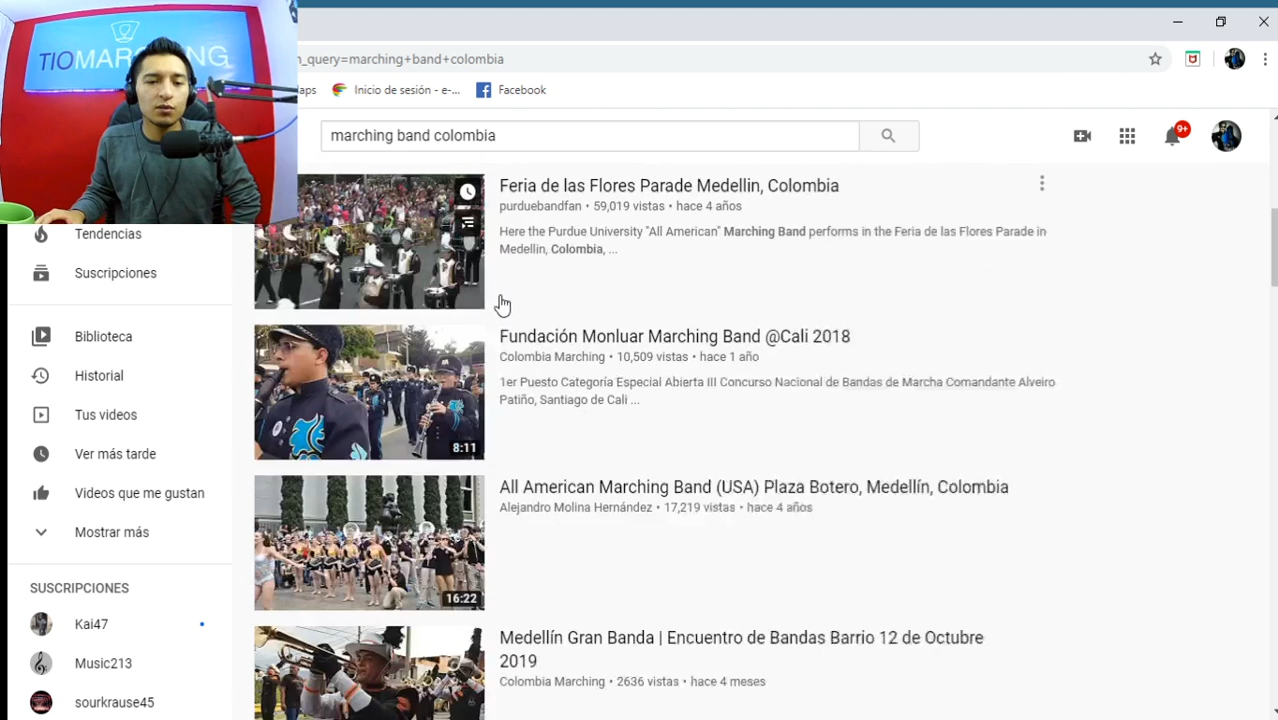 TIOMARCHING
n_query=marching+band+colombia
aps
Inicio de sesión - e-...
Facebook
marching band colombia
9+
Feria de las Flores Parade Medellin, Colombia
purduebandfan • 59,019 vistas • hace 4 años
Here the Purdue University "All American" Marching Band performs in the Feria de las Flores Parade in
Medellin, Colombia, ...
Tendencias
Suscripciones
Biblioteca
Historial
Tus videos
Ver más tarde
Videos que me gustan
Mostrar más
SUSCRIPCIONES
Kai47
Music213
sourkrause45
Fundación Monluar Marching Band @Cali 2018
Colombia Marching • 10,509 vistas • hace 1 año
1er Puesto Categoría Especial Abierta III Concurso Nacional de Bandas de Marcha Comandante Alveiro
Patiño, Santiago de Cali ...
8:11
All American Marching Band (USA) Plaza Botero, Medellín, Colombia
Alejandro Molina Hernández • 17,219 vistas • hace 4 años
16:22
Medellín Gran Banda | Encuentro de Bandas Barrio 12 de Octubre
2019
Colombia Marching • 2636 vistas • hace 4 meses